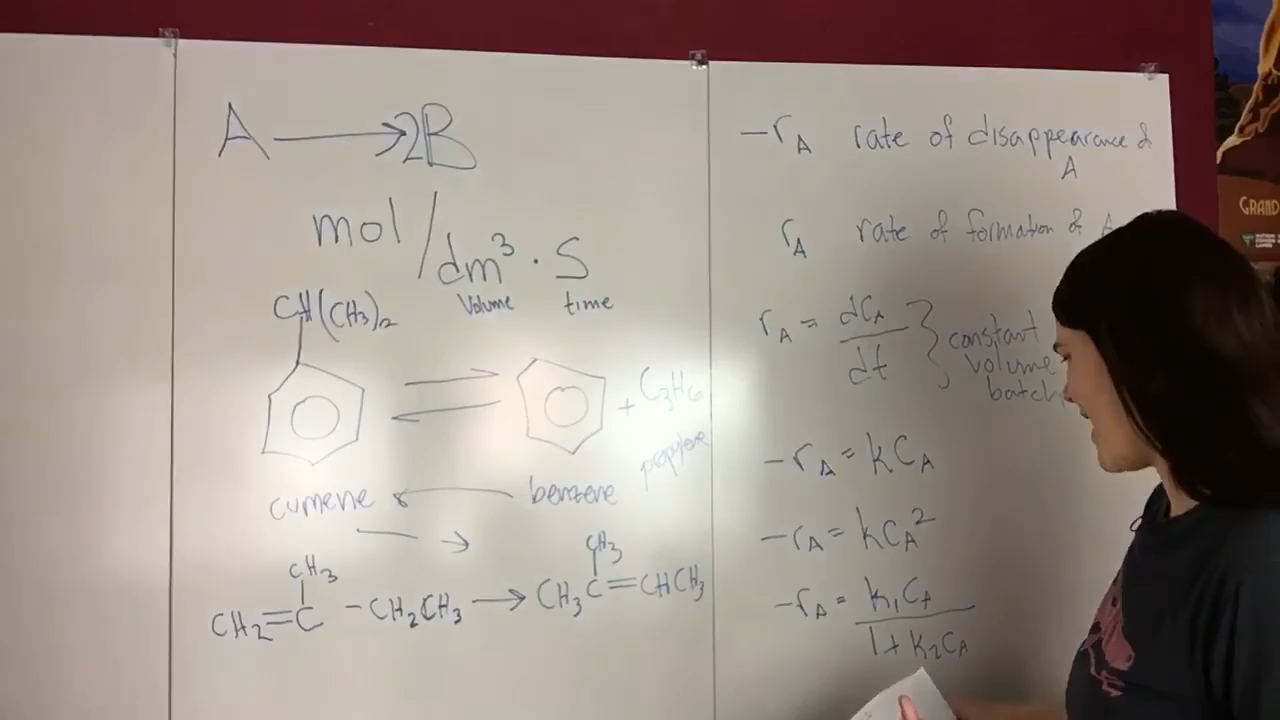 A → 2B
mol/dm³ · s
volume time
CH(CH3)2
+ C3H6
propylene
cumene benzene
CH3
CH2=C-CH2CH3 → CH3C=CHCH3
CH3
-rA rate of disappearance of
A
rA rate of formation of A
rA = dCA
dt
} constant
volume
batch
-rA = kCA
-rA = kCA²
-rA = k1CA
1 + k2CA
GRAND